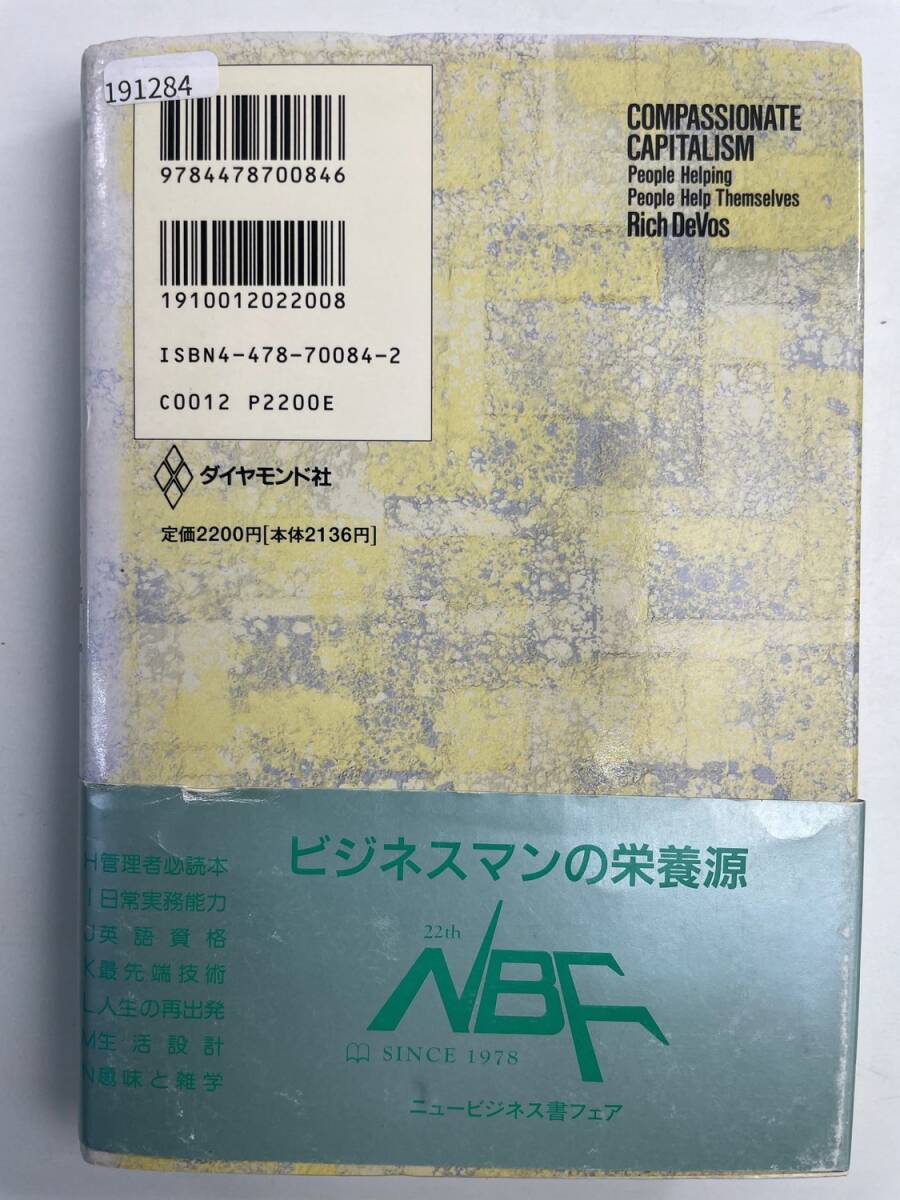 191284
9784478700846
1910012022008
ISBN4-478-70084-2
C0012 P2200E
ダイヤモンド社
定価2200円[本体2136円]
COMPASSIONATE
CAPITALISM
People Helping
People Help Themselves
Rich DeVos
ビジネスマンの栄養源
H管理者必読本
I日常実務能力
J英語資格
K最先端技術
L人生の再出発
M生活設計
N風味と雑学
22th
NBF
SINCE 1978
ニュービジネス書フェア